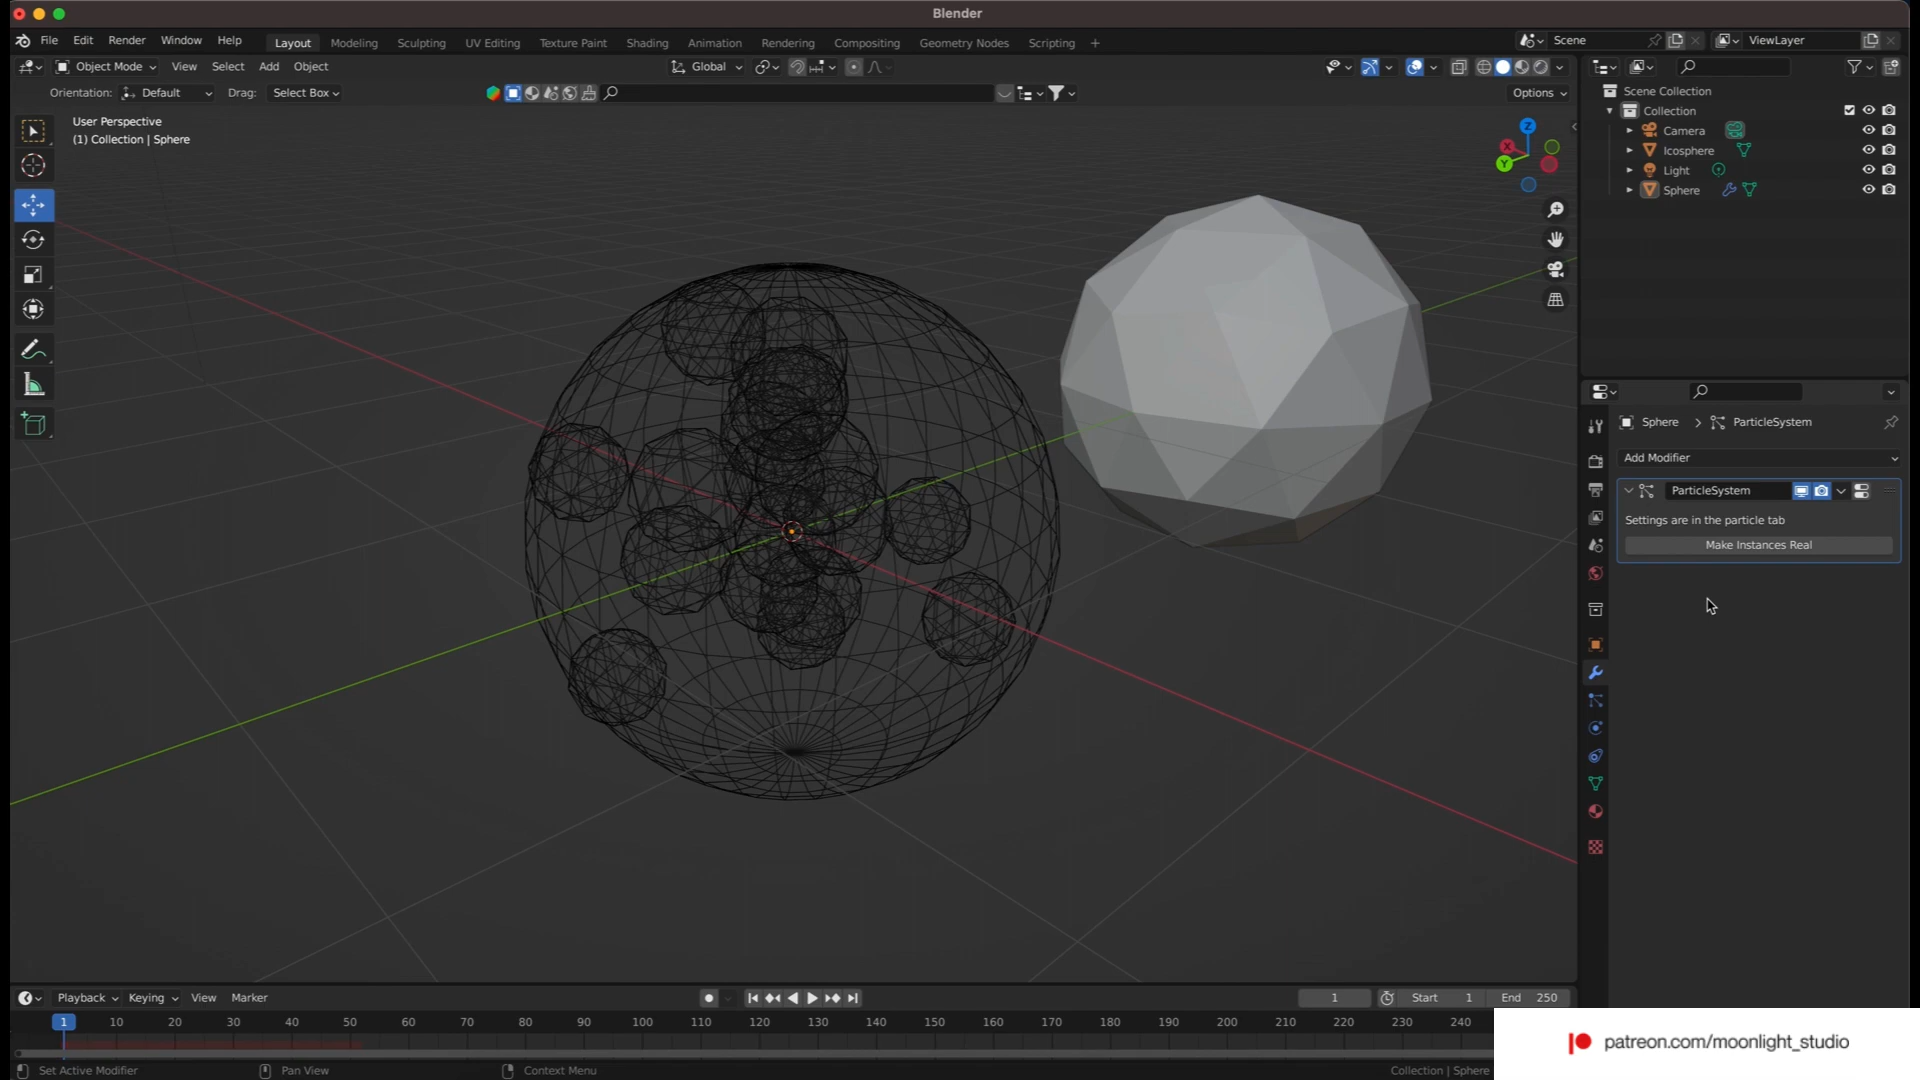 Blender
File Edit Render Window Help Layout Modeling Sculpting UV Editing Texture Paint Shading Animation Rendering Compositing Geometry Nodes Scripting + Scene ViewLayer
Object Mode View Select Add Object Global
Orientation: Default Drag: Select Box Options
User Perspective
(1) Collection | Sphere
Z
X
Y
Scene Collection
Collection
Camera
Icosphere
Light
Sphere
Sphere > ParticleSystem
Add Modifier
ParticleSystem
Settings are in the particle tab
Make Instances Real
Playback Keying View Marker 1 Start 1 End 250
1 10 20 30 40 50 60 70 80 90 100 110 120 130 140 150 160 170 180 190 200 210 220 230 240
Set Active Modifier Pan View Context Menu Collection | Sphere
patreon.com/moonlight_studio